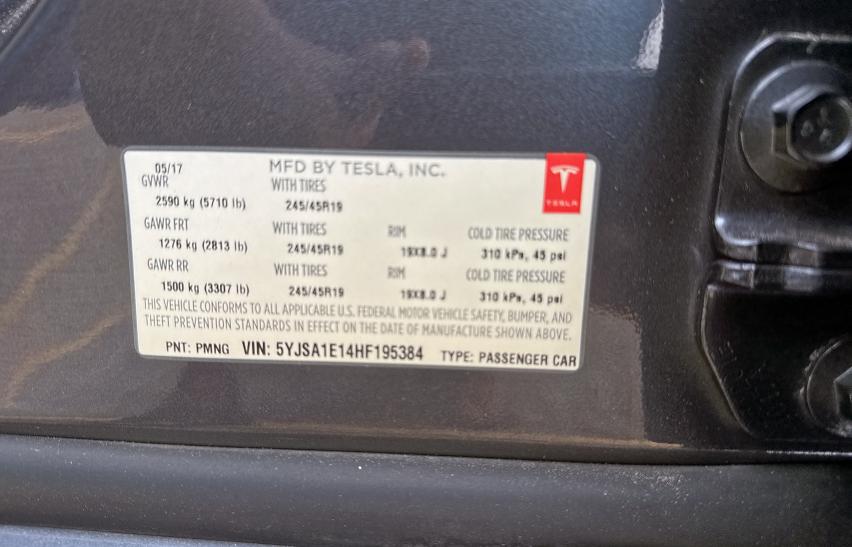 05/17 MFD BY TESLA, INC.
GVWR WITH TIRES
2590 kg (5710 lb) 245/45R19
TESLA
GAWR FRT WITH TIRES RIM COLD TIRE PRESSURE
1276 kg (2813 lb) 245/45R19 19X8.0 J 310 kPa, 45 psi
GAWR RR WITH TIRES RIM COLD TIRE PRESSURE
1500 kg (3307 lb) 245/45R19 19X8.0 J 310 kPa, 45 psi
THIS VEHICLE CONFORMS TO ALL APPLICABLE U.S. FEDERAL MOTOR VEHICLE SAFETY, BUMPER, AND
THEFT PREVENTION STANDARDS IN EFFECT ON THE DATE OF MANUFACTURE SHOWN ABOVE.
PNT: PMNG VIN: 5YJSA1E14HF195384 TYPE: PASSENGER CAR